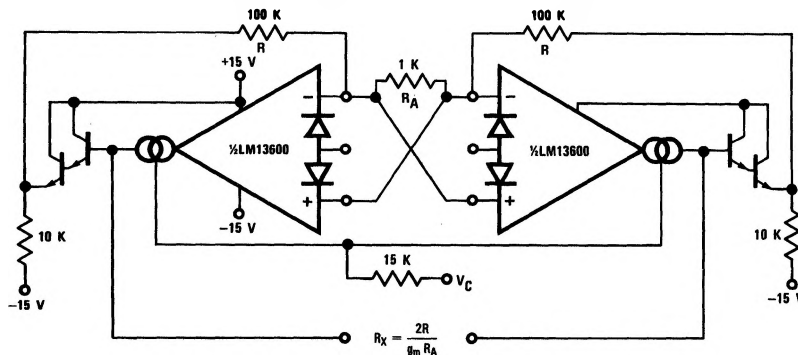 100 K
R
+15 V
1 K
R_A
100 K
R
−
½LM13600
+
−15 V
−
½LM13600
+
10 K
−15 V
15 K
V_C
10 K
−15 V
R_X = 2R / g_m R_A